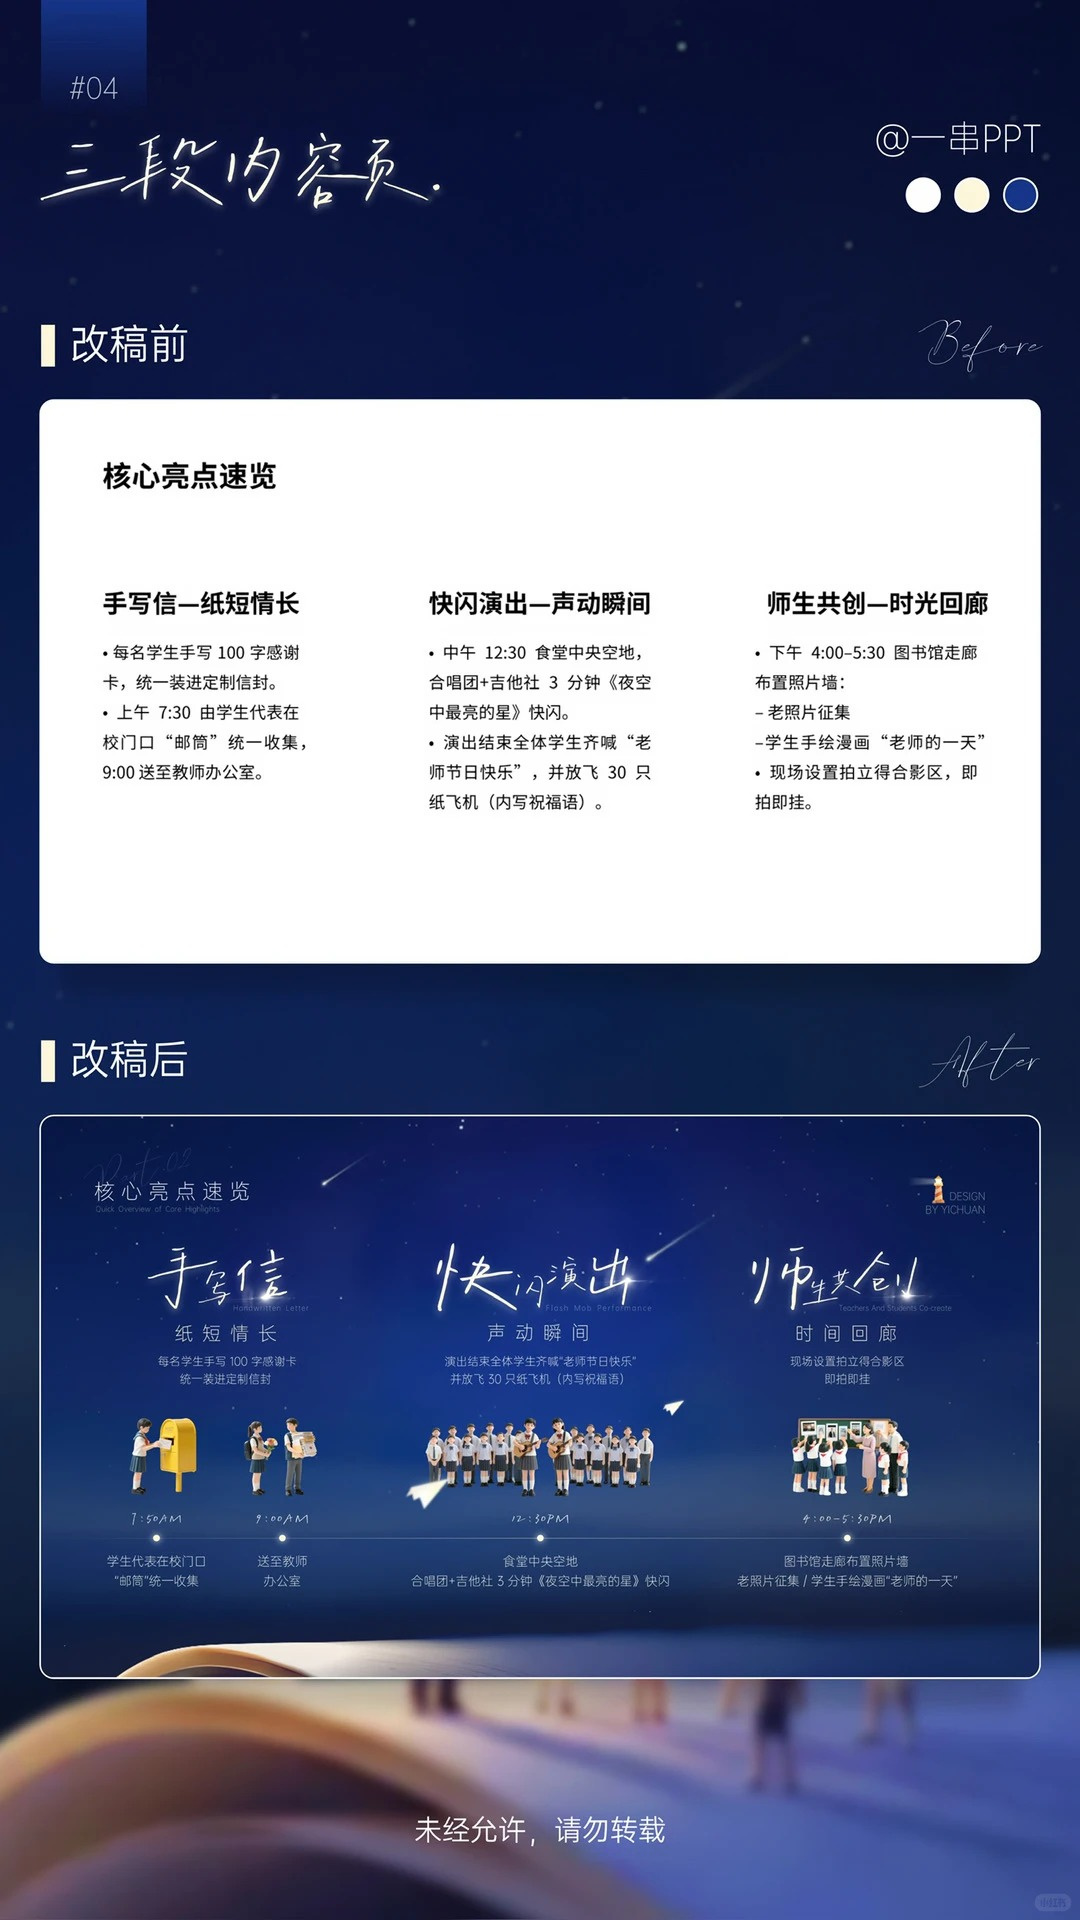 #04
三段内容页.
@一串PPT
改稿前
Before
核心亮点速览
手写信—纸短情长
• 每名学生手写 100 字感谢
卡，统一装进定制信封。
• 上午 7:30 由学生代表在
校门口“邮筒”统一收集，
9:00 送至教师办公室。
快闪演出—声动瞬间
• 中午 12:30 食堂中央空地，
合唱团+吉他社 3 分钟《夜空
中最亮的星》快闪。
• 演出结束全体学生齐喊“老
师节日快乐”，并放飞 30 只
纸飞机（内写祝福语）。
师生共创—时光回廊
• 下午 4:00–5:30 图书馆走廊
布置照片墙：
– 老照片征集
–学生手绘漫画“老师的一天”
• 现场设置拍立得合影区，即
拍即挂。
改稿后
After
Part.02
核心亮点速览
Quick Overview of Core Highlights
DESIGN
BY YICHUAN
手写信
Handwritten Letter
纸短情长
每名学生手写 100 字感谢卡
统一装进定制信封
快闪演出
Flash Mob Performance
声动瞬间
演出结束全体学生齐喊“老师节日快乐”
并放飞 30 只纸飞机（内写祝福语）
师生共创
Teachers And Students Co-create
时间回廊
现场设置拍立得合影区
即拍即挂
7:50AM
学生代表在校门口
“邮筒”统一收集
9:00AM
送至教师
办公室
12:30PM
食堂中央空地
合唱团+吉他社 3 分钟《夜空中最亮的星》快闪
4:00-5:30PM
图书馆走廊布置照片墙
老照片征集 / 学生手绘漫画“老师的一天”
未经允许，请勿转载
小红书